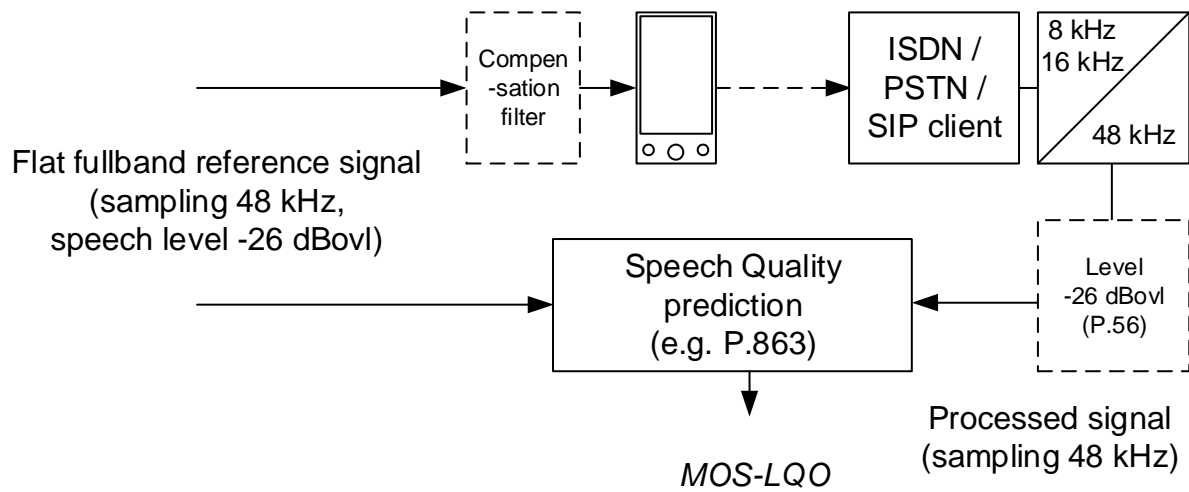 Compen
-sation
filter
ISDN /
PSTN /
SIP client
8 kHz
16 kHz
48 kHz
Flat fullband reference signal
(sampling 48 kHz,
speech level -26 dBovl)
Speech Quality
prediction
(e.g. P.863)
Level
-26 dBovl
(P.56)
Processed signal
(sampling 48 kHz)
MOS-LQO